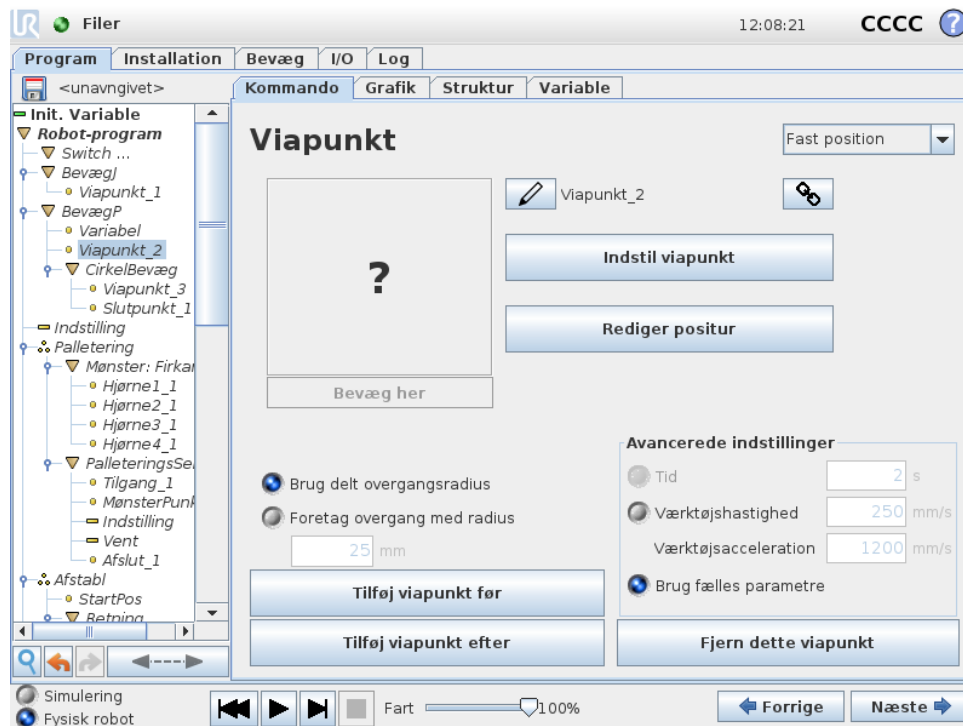 UR Filer 12:08:21 CCCC ?
Program Installation Bevæg I/O Log
<unavngivet>
Kommando Grafik Struktur Variable
Init. Variable
Robot-program
Switch ...
BevægJ
Viapunkt_1
BevægP
Variabel
Viapunkt_2
CirkelBevæg
Viapunkt_3
Slutpunkt_1
Indstilling
Palletering
Mønster: Firkan
Hjørne1_1
Hjørne2_1
Hjørne3_1
Hjørne4_1
PalleteringsSe
Tilgang_1
MønsterPunk
Indstilling
Vent
Afslut_1
Afstabl
StartPos
Retning
Viapunkt
Fast position
?
Viapunkt_2
Indstil viapunkt
Rediger positur
Bevæg her
Brug delt overgangsradius
Foretag overgang med radius
25 mm
Avancerede indstillinger
Tid 2 s
Værktøjshastighed 250 mm/s
Værktøjsacceleration 1200 mm/s
Brug fælles parametre
Tilføj viapunkt før
Tilføj viapunkt efter
Fjern dette viapunkt
Simulering
Fysisk robot
Fart 100%
Forrige
Næste